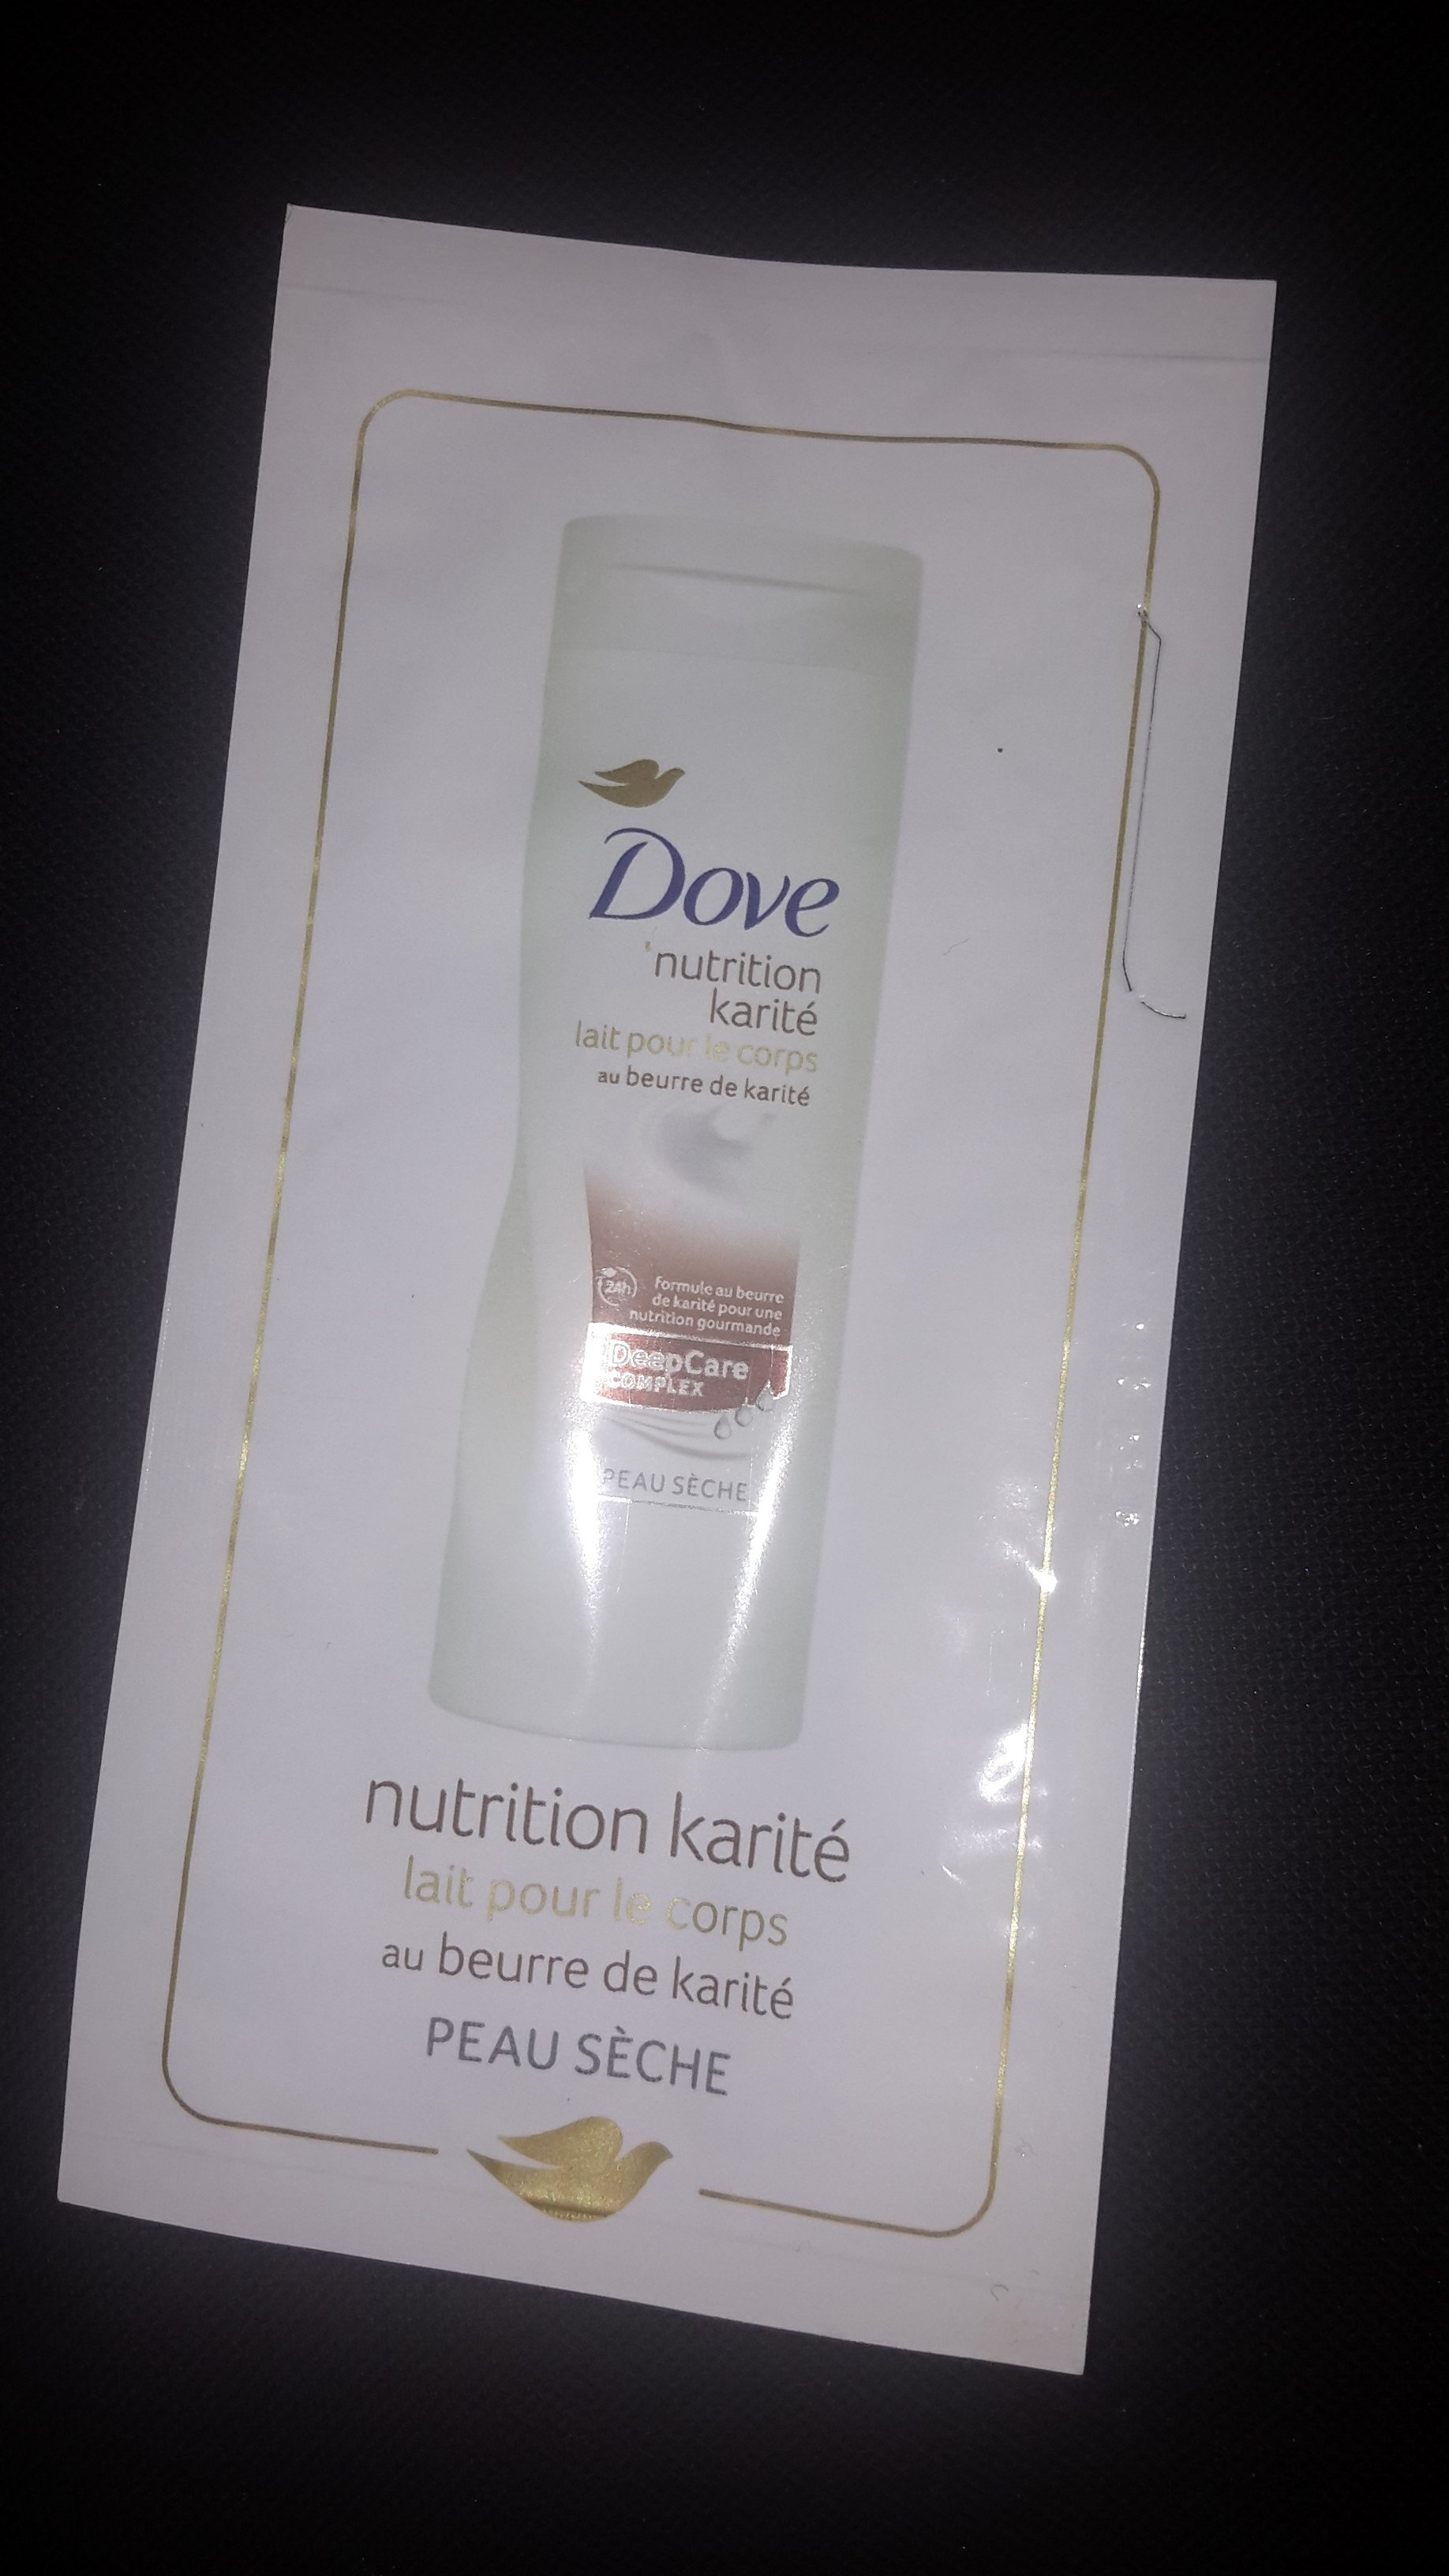 Dove
nutrition
karité
lait pour le corps
au beurre de karité
24h
Formule au beurre
de karité pour une
nutrition gourmande
DeepCare
COMPLEX
PEAU SÈCHE
nutrition karité
lait pour le corps
au beurre de karité
PEAU SÈCHE